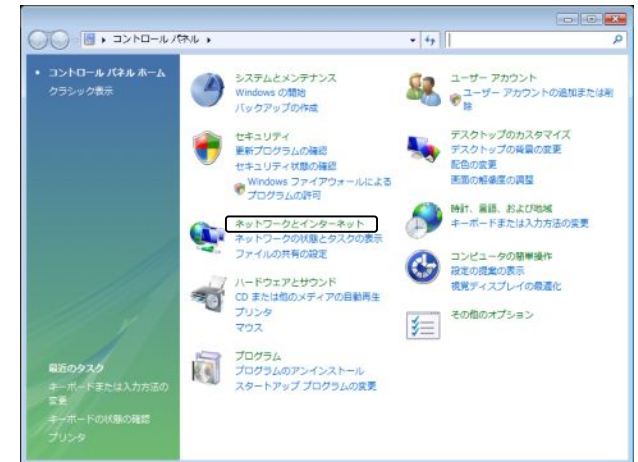 コントロール パネル
コントロール パネル ホーム
クラシック表示
システムとメンテナンス
Windows の開始
バックアップの作成
セキュリティ
更新プログラムの確認
セキュリティ状態の確認
Windows ファイアウォールによる
プログラムの許可
ネットワークとインターネット
ネットワークの状態とタスクの表示
ファイルの共有の設定
ハードウェアとサウンド
CD または他のメディアの自動再生
プリンタ
マウス
プログラム
プログラムのアンインストール
スタートアップ プログラムの変更
ユーザー アカウント
ユーザー アカウントの追加または削
除
デスクトップのカスタマイズ
デスクトップの背景の変更
配色の変更
画面の解像度の調整
時計、言語、および地域
キーボードまたは入力方法の変更
コンピュータの簡単操作
設定の提案の表示
視覚ディスプレイの最適化
その他のオプション
最近のタスク
キーボードまたは入力方法の
変更
キーボードの状態の確認
プリンタ